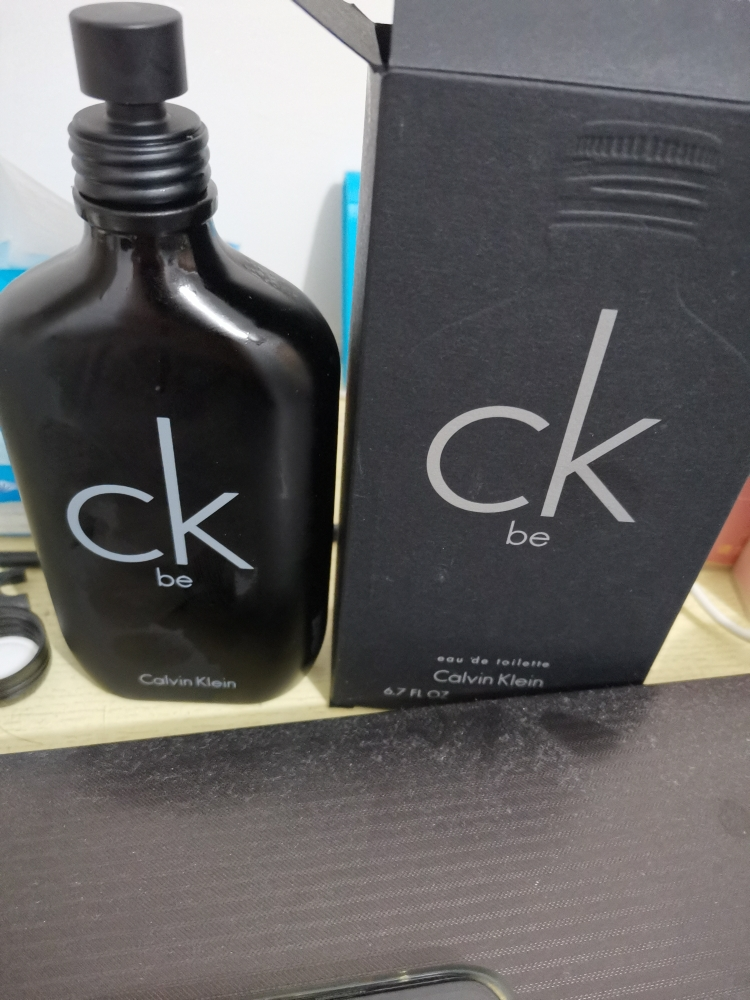 ck
be
Calvin Klein
ck
be
eau de toilette
Calvin Klein
6.7 FL OZ